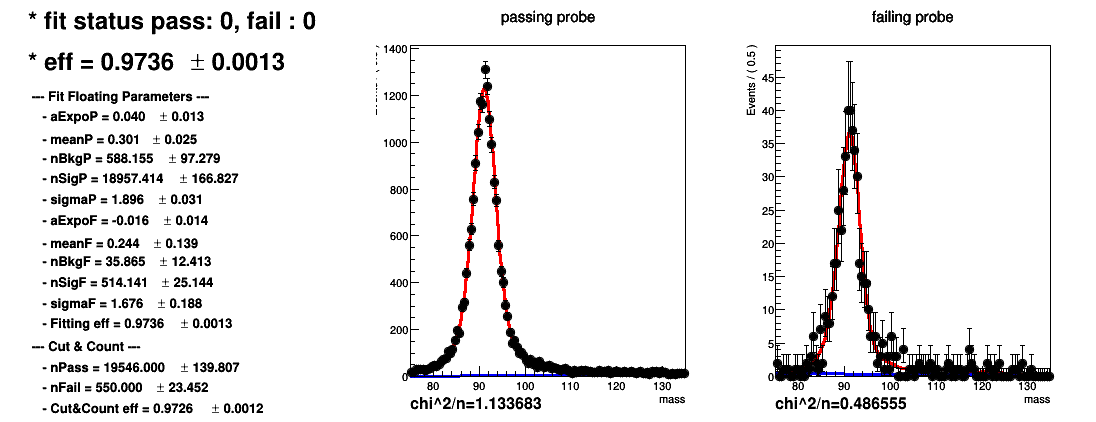 * fit status pass: 0, fail : 0
* eff = 0.9736 ± 0.0013
--- Fit Floating Parameters ---
- aExpoP = 0.040 ± 0.013
- meanP = 0.301 ± 0.025
- nBkgP = 588.155 ± 97.279
- nSigP = 18957.414 ± 166.827
- sigmaP = 1.896 ± 0.031
- aExpoF = -0.016 ± 0.014
- meanF = 0.244 ± 0.139
- nBkgF = 35.865 ± 12.413
- nSigF = 514.141 ± 25.144
- sigmaF = 1.676 ± 0.188
- Fitting eff = 0.9736 ± 0.0013
--- Cut & Count ---
- nPass = 19546.000 ± 139.807
- nFail = 550.000 ± 23.452
- Cut&Count eff = 0.9726 ± 0.0012
passing probe
1400
1200
1000
800
600
400
200
0
80 90 100 110 120 130
mass
chi^2/n=1.133683
failing probe
Events / ( 0.5 )
45
40
35
30
25
20
15
10
5
0
80 90 100 110 120 130
mass
chi^2/n=0.486555